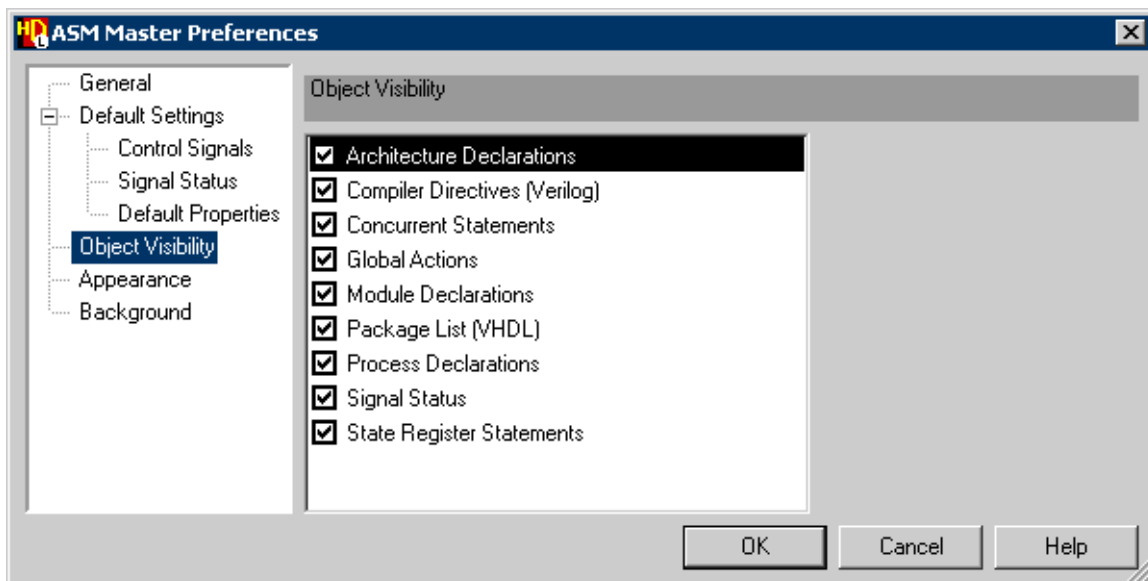 HD L ASM Master Preferences
General
Default Settings
Control Signals
Signal Status
Default Properties
Object Visibility
Appearance
Background
Object Visibility
Architecture Declarations
Compiler Directives (Verilog)
Concurrent Statements
Global Actions
Module Declarations
Package List (VHDL)
Process Declarations
Signal Status
State Register Statements
OK Cancel Help